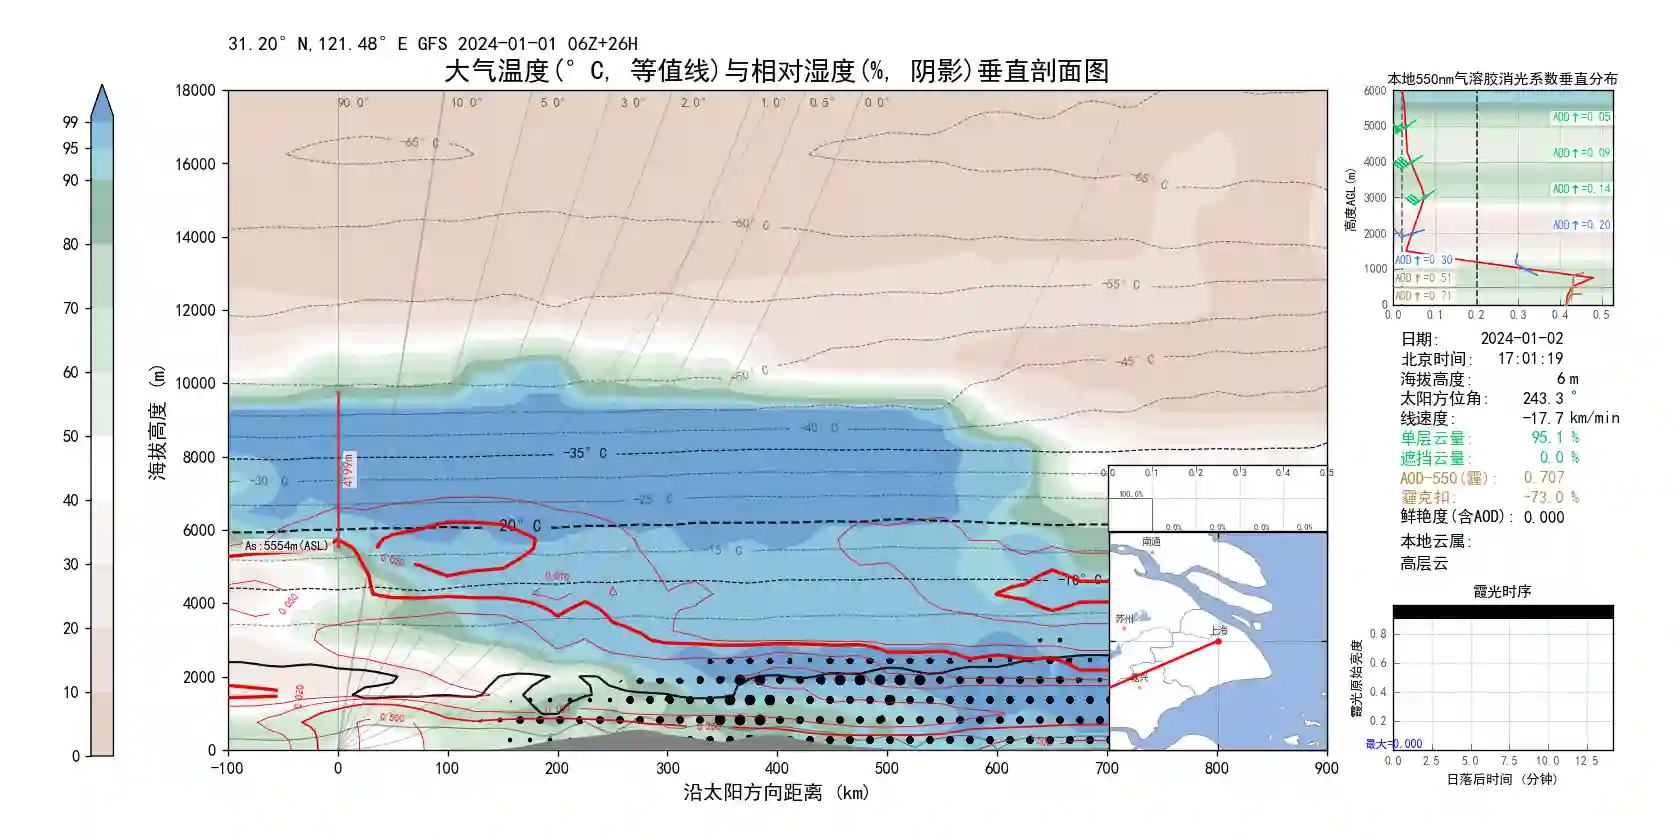 31.20°N,121.48°E GFS 2024-01-01 06Z+26H
大气温度(°C, 等值线)与相对湿度(%, 阴影)垂直剖面图
99
95
90
80
70
60
50
40
30
20
10
0
海拔高度 (m)
18000
16000
14000
12000
10000
8000
6000
4000
2000
0
90.0° 10.0° 5.0° 3.0° 2.0° 1.0° 0.5° 0.0°
-65°C
-65°C
-60°C
-55°C
-45°C
-50°C
-40°C
-35°C
-30°C
-25°C
-20°C
-15°C
-10°C
4199m
As:5554m(ASL)
0.050
0.010
0.050
0.020
0.500
0.200
-100 0 100 200 300 400 500 600 700 800 900
沿太阳方向距离 (km)
0.0 0.1 0.2 0.3 0.4 0.5
100.0%
0.0% 0.0% 0.0% 0.0%
南通
苏州
上海
嘉兴
本地550nm气溶胶消光系数垂直分布
高度AGL(m)
6000
5000
4000
3000
2000
1000
0
AOD↑=0.05
AOD↑=0.09
AOD↑=0.14
AOD↑=0.20
AOD↑=0.30
AOD↑=0.51
AOD↑=0.71
0.0 0.1 0.2 0.3 0.4 0.5
日期: 2024-01-02
北京时间: 17:01:19
海拔高度: 6 m
太阳方位角: 243.3 °
线速度: -17.7 km/min
单层云量: 95.1 %
遮挡云量: 0.0 %
AOD-550(霾): 0.707
霾克扣: -73.0 %
鲜艳度(含AOD): 0.000
本地云属:
高层云
霞光时序
霞光原始亮度
0.8
0.6
0.4
0.2
最大=0.000
0.0 2.5 5.0 7.5 10.0 12.5
日落后时间 (分钟)